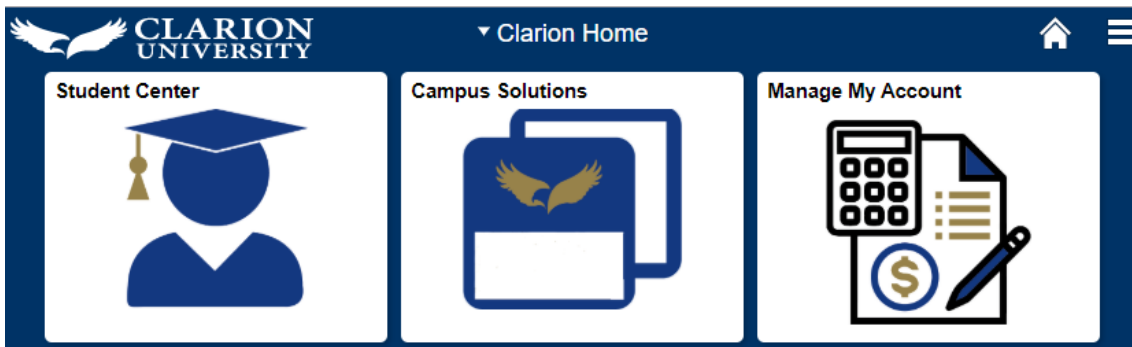 CLARION
UNIVERSITY
Clarion Home
Student Center
Campus Solutions
Manage My Account
$